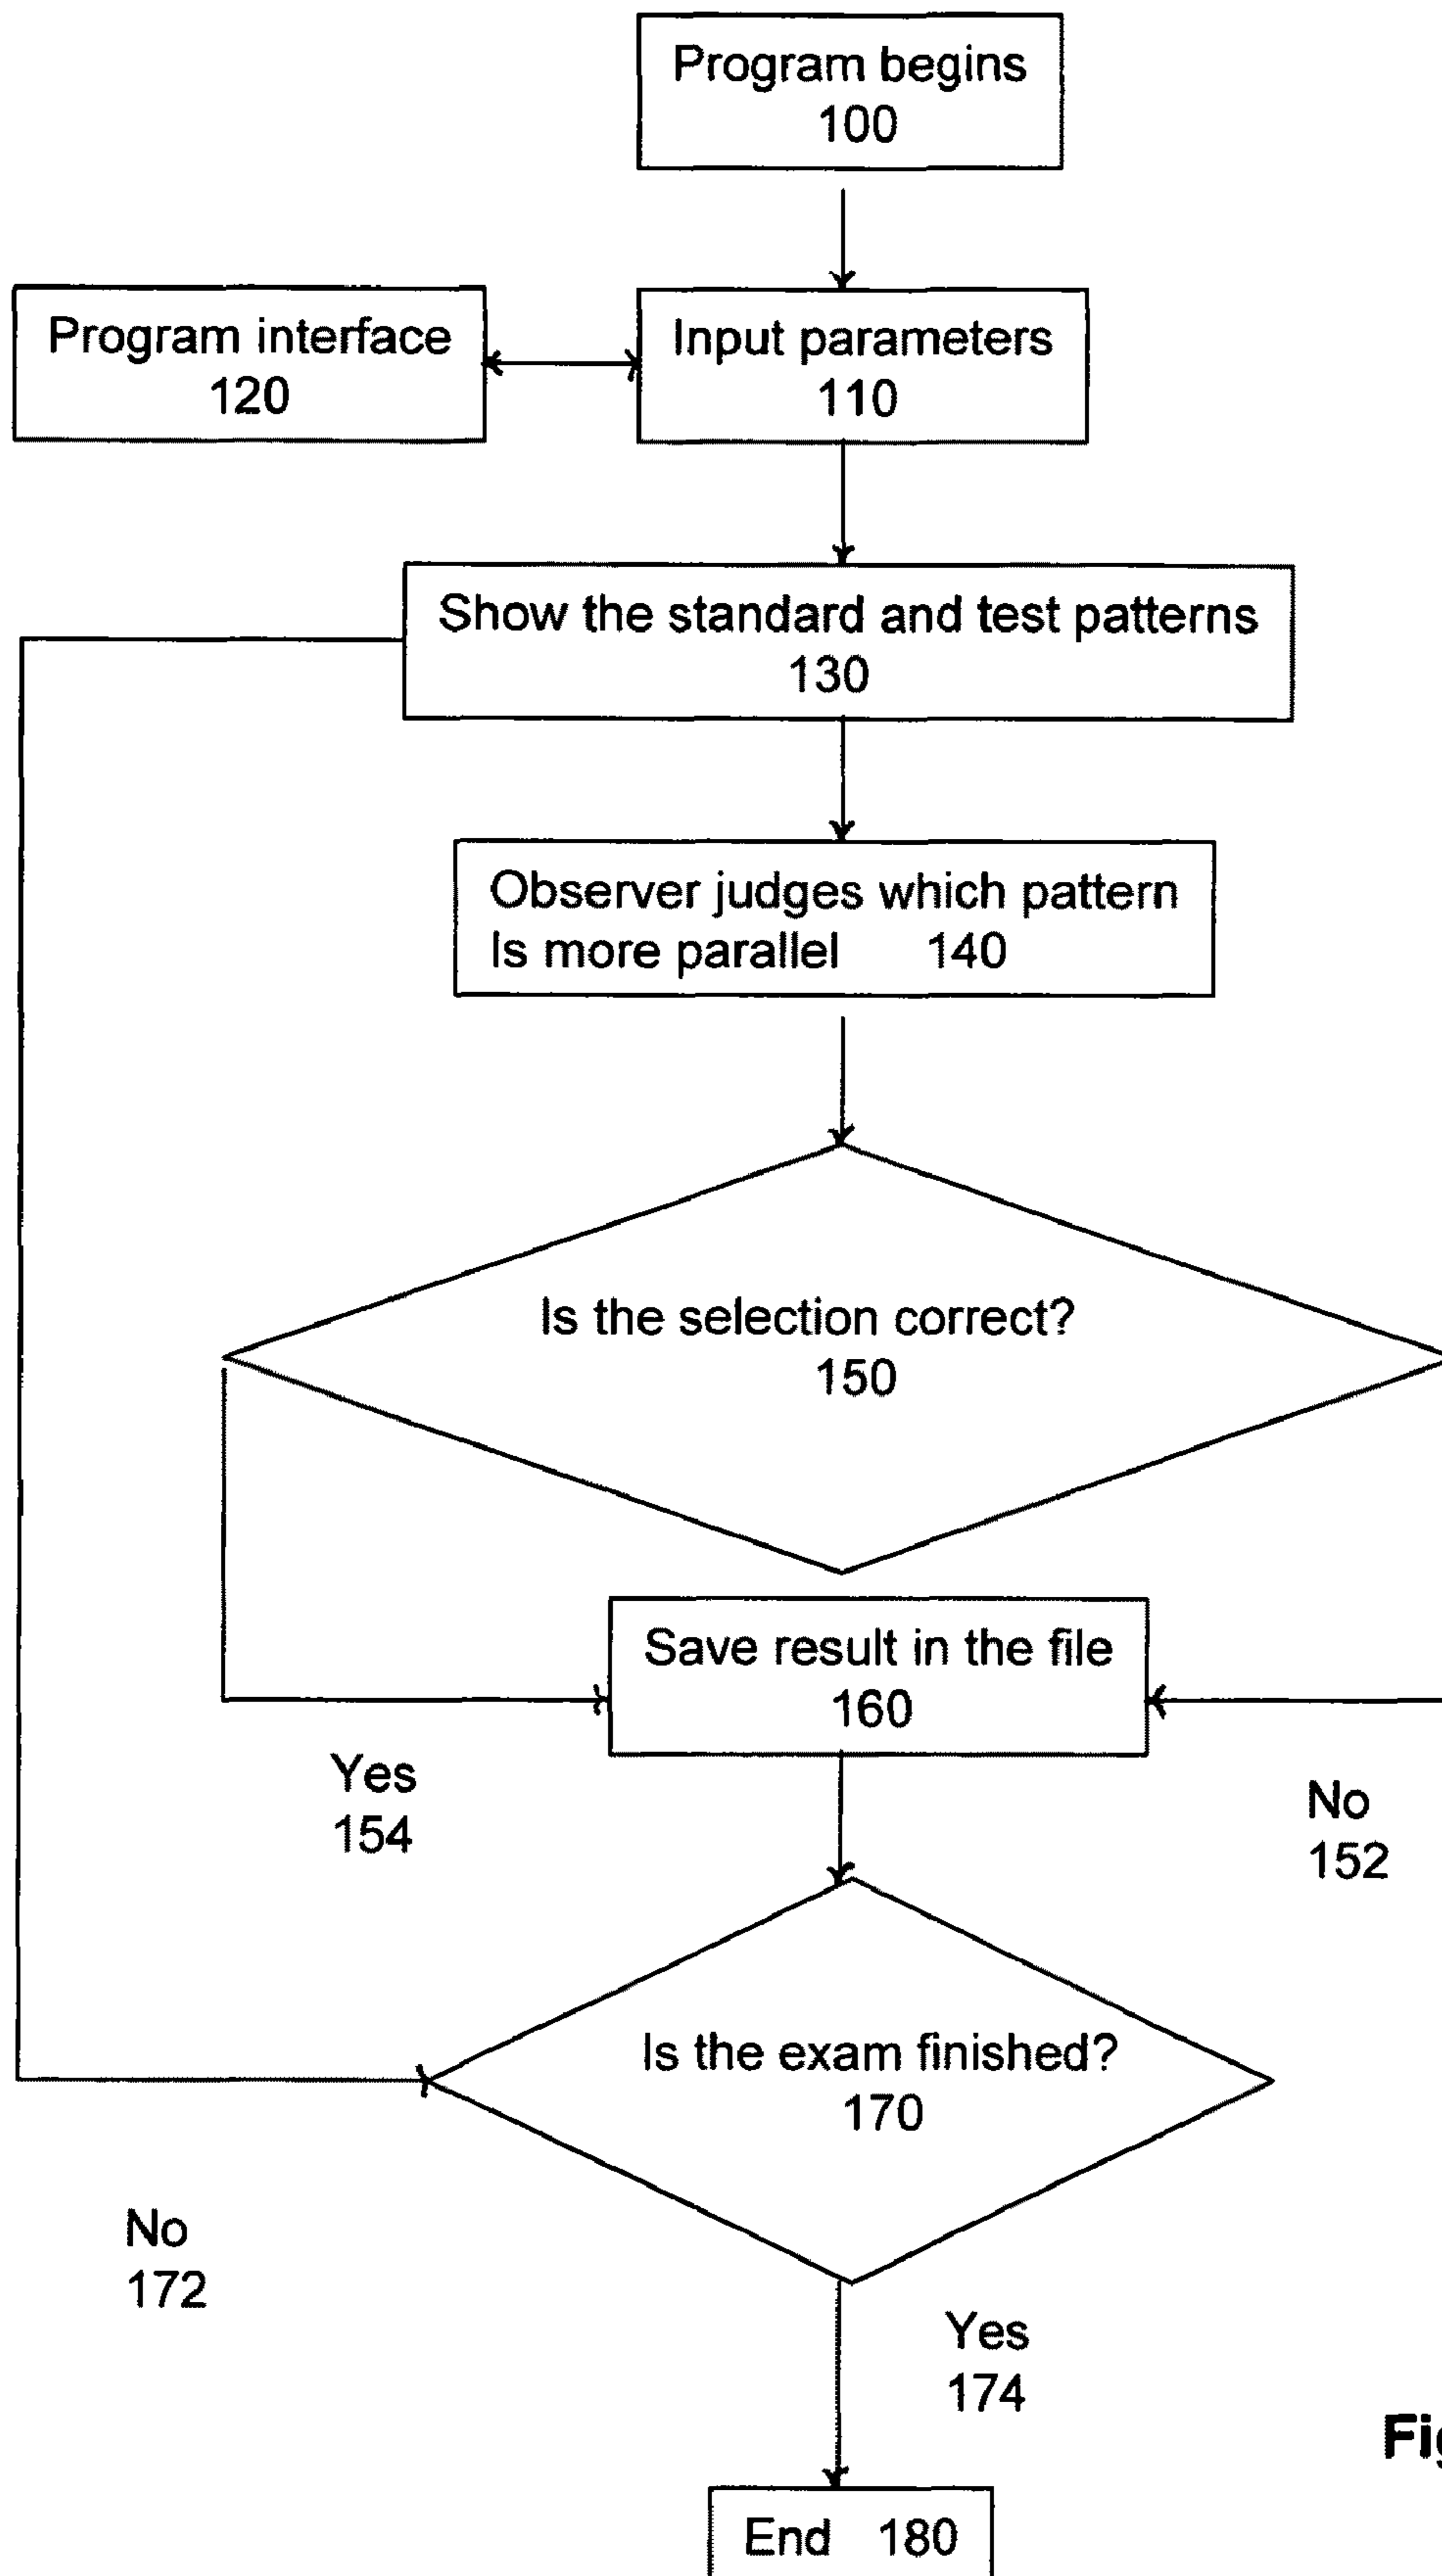 Program begins
100
Program interface
120
Input parameters
110
Show the standard and test patterns
130
Observer judges which pattern
Is more parallel 140
Is the selection correct?
150
Save result in the file
160
Yes
154
No
152
Is the exam finished?
170
No
172
Yes
174
End 180